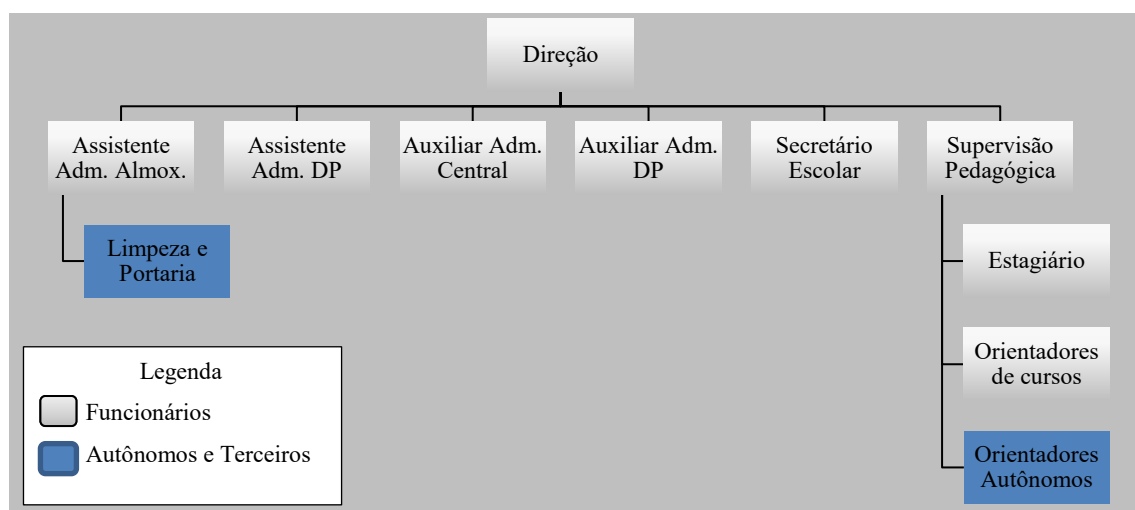 Direção
Assistente
Adm. Almox.
Assistente
Adm. DP
Auxiliar Adm.
Central
Auxiliar Adm.
DP
Secretário
Escolar
Supervisão
Pedagógica
Limpeza e
Portaria
Estagiário
Orientadores
de cursos
Orientadores
Autônomos
Legenda
Funcionários
Autônomos e Terceiros